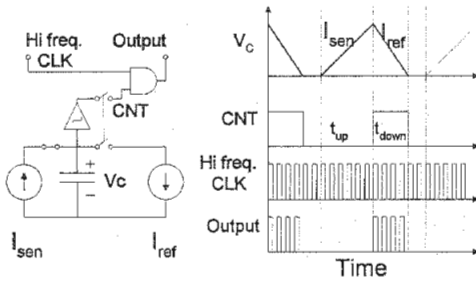 Hi freq.
CLK
Output
CNT
+
Vc
−
Isen
Iref
VC
Isen
Iref
CNT
tup
tdown
Hi freq.
CLK
Output
Time